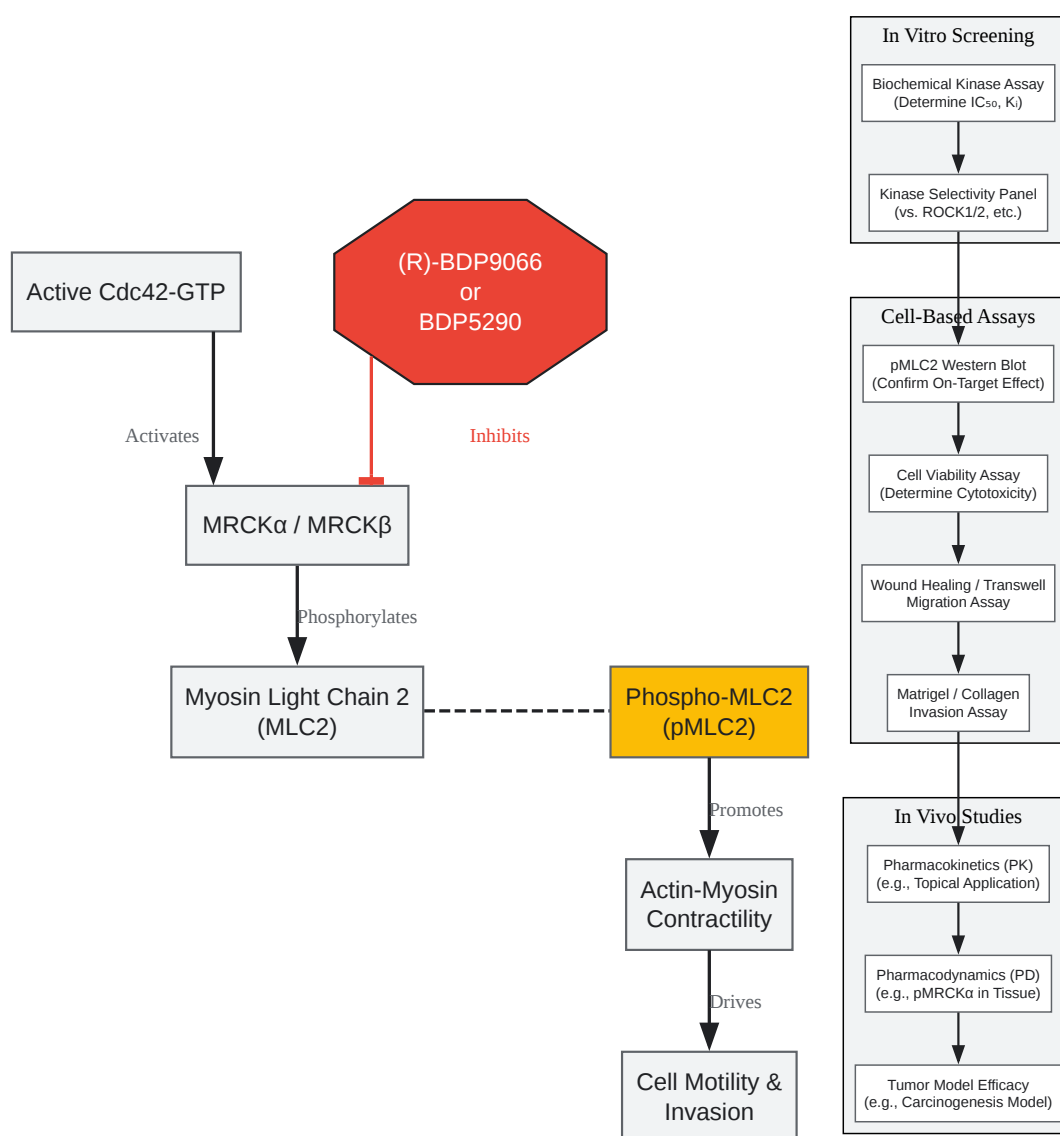 Active Cdc42-GTP
(R)-BDP9066
or
BDP5290
Activates
Inhibits
MRCKα / MRCKβ
Phosphorylates
Myosin Light Chain 2
(MLC2)
Phospho-MLC2
(pMLC2)
Promotes
Actin-Myosin
Contractility
Drives
Cell Motility &
Invasion
In Vitro Screening
Biochemical Kinase Assay
(Determine IC₅₀, Kᵢ)
Kinase Selectivity Panel
(vs. ROCK1/2, etc.)
Cell-Based Assays
pMLC2 Western Blot
(Confirm On-Target Effect)
Cell Viability Assay
(Determine Cytotoxicity)
Wound Healing / Transwell
Migration Assay
Matrigel / Collagen
Invasion Assay
In Vivo Studies
Pharmacokinetics (PK)
(e.g., Topical Application)
Pharmacodynamics (PD)
(e.g., pMRCKα in Tissue)
Tumor Model Efficacy
(e.g., Carcinogenesis Model)